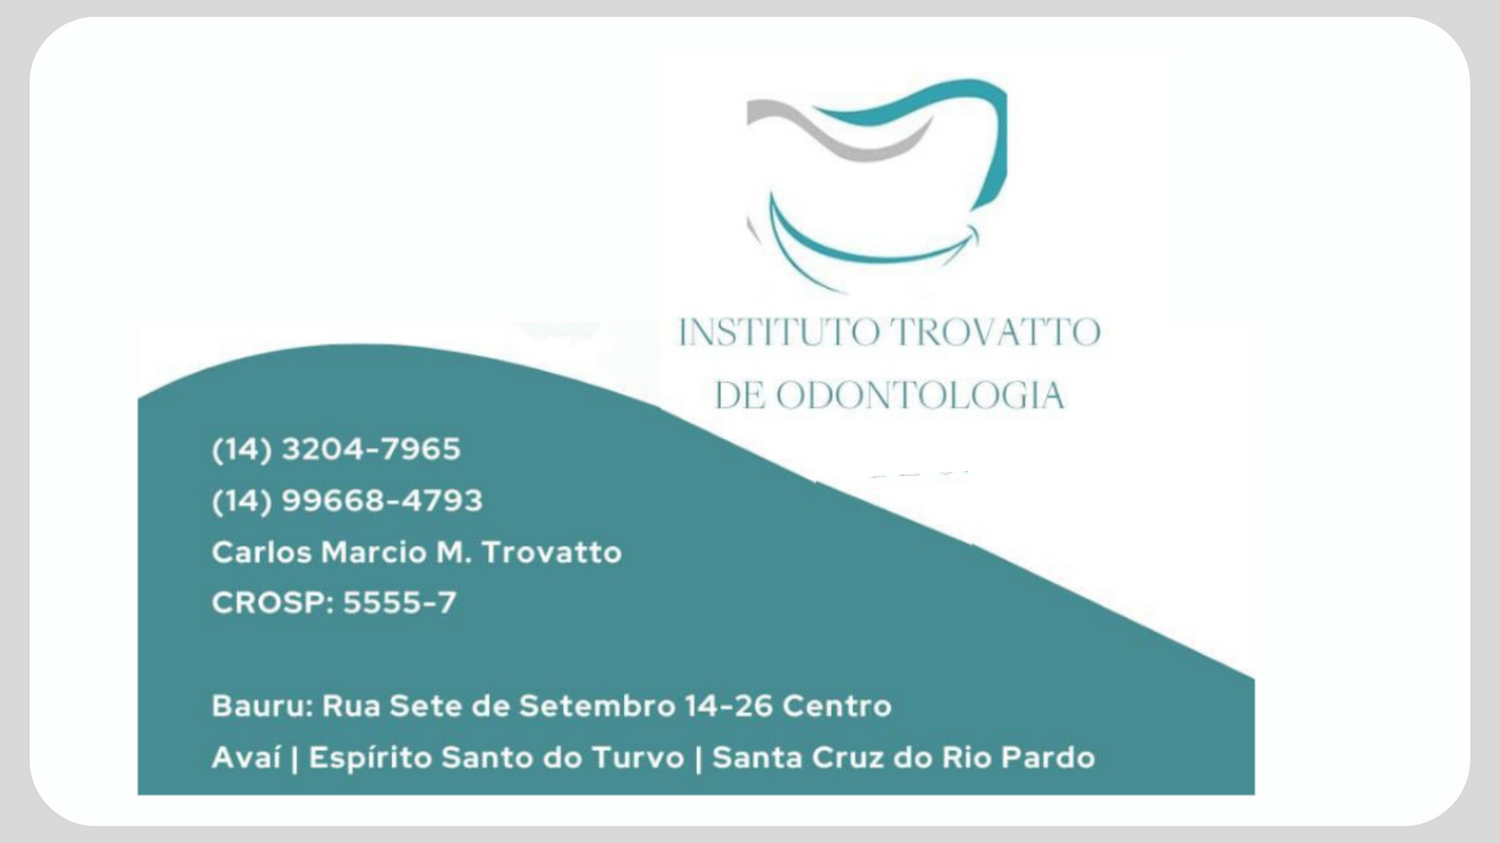 INSTITUTO TROVATTO
DE ODONTOLOGIA
(14) 3204-7965
(14) 99668-4793
Carlos Marcio M. Trovatto
CROSP: 5555-7
Bauru: Rua Sete de Setembro 14-26 Centro
Avaí | Espírito Santo do Turvo | Santa Cruz do Rio Pardo